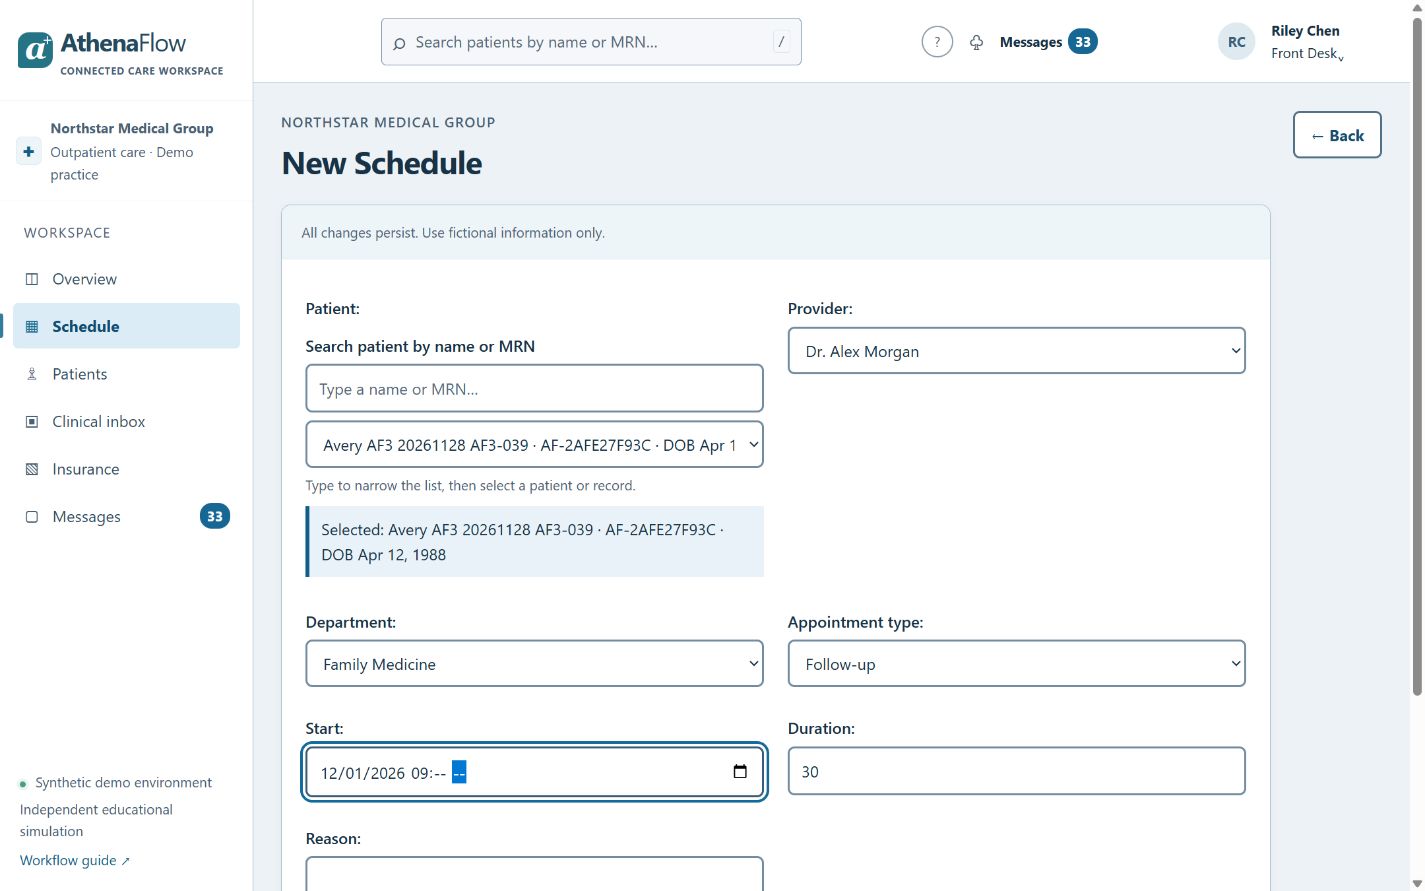 AthenaFlow
CONNECTED CARE WORKSPACE
Search patients by name or MRN...
/
?
Messages 33
RC
Riley Chen
Front Desk
Northstar Medical Group
Outpatient care · Demo
practice
WORKSPACE
Overview
Schedule
Patients
Clinical inbox
Insurance
Messages 33
Synthetic demo environment
Independent educational
simulation
Workflow guide ↗
NORTHSTAR MEDICAL GROUP
New Schedule
← Back
All changes persist. Use fictional information only.
Patient:
Search patient by name or MRN
Type a name or MRN...
Avery AF3 20261128 AF3-039 · AF-2AFE27F93C · DOB Apr 1
Type to narrow the list, then select a patient or record.
Selected: Avery AF3 20261128 AF3-039 · AF-2AFE27F93C ·
DOB Apr 12, 1988
Provider:
Dr. Alex Morgan
Department:
Family Medicine
Appointment type:
Follow-up
Start:
12/01/2026 09:-- --
Duration:
30
Reason: